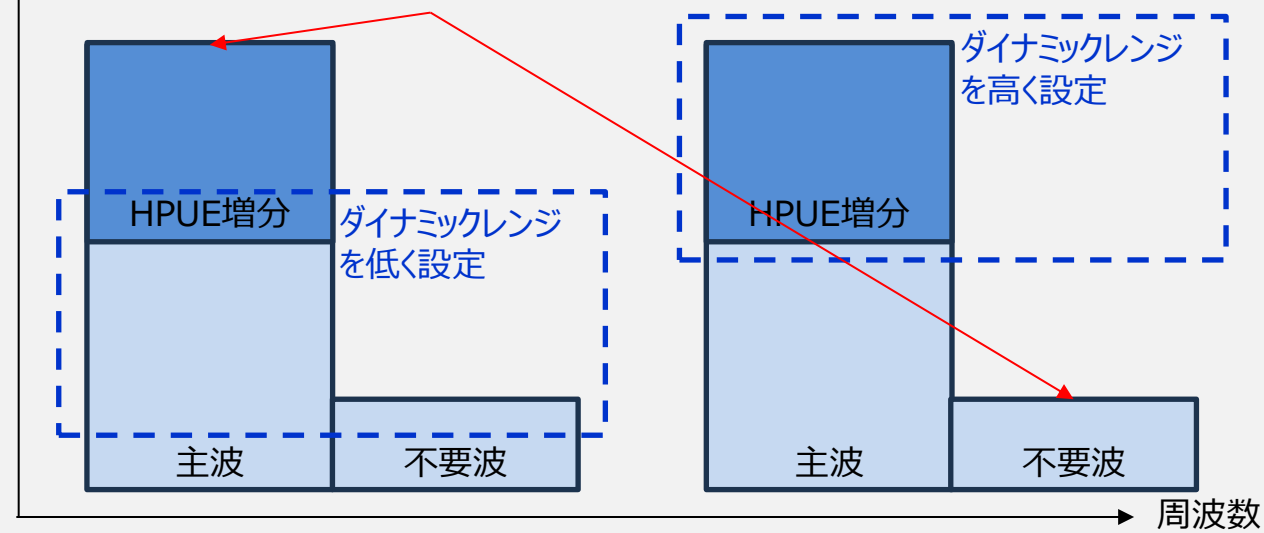 HPUE増分
ダイナミックレンジ
を低く設定
主波
不要波
ダイナミックレンジ
を高く設定
HPUE増分
主波
不要波
周波数